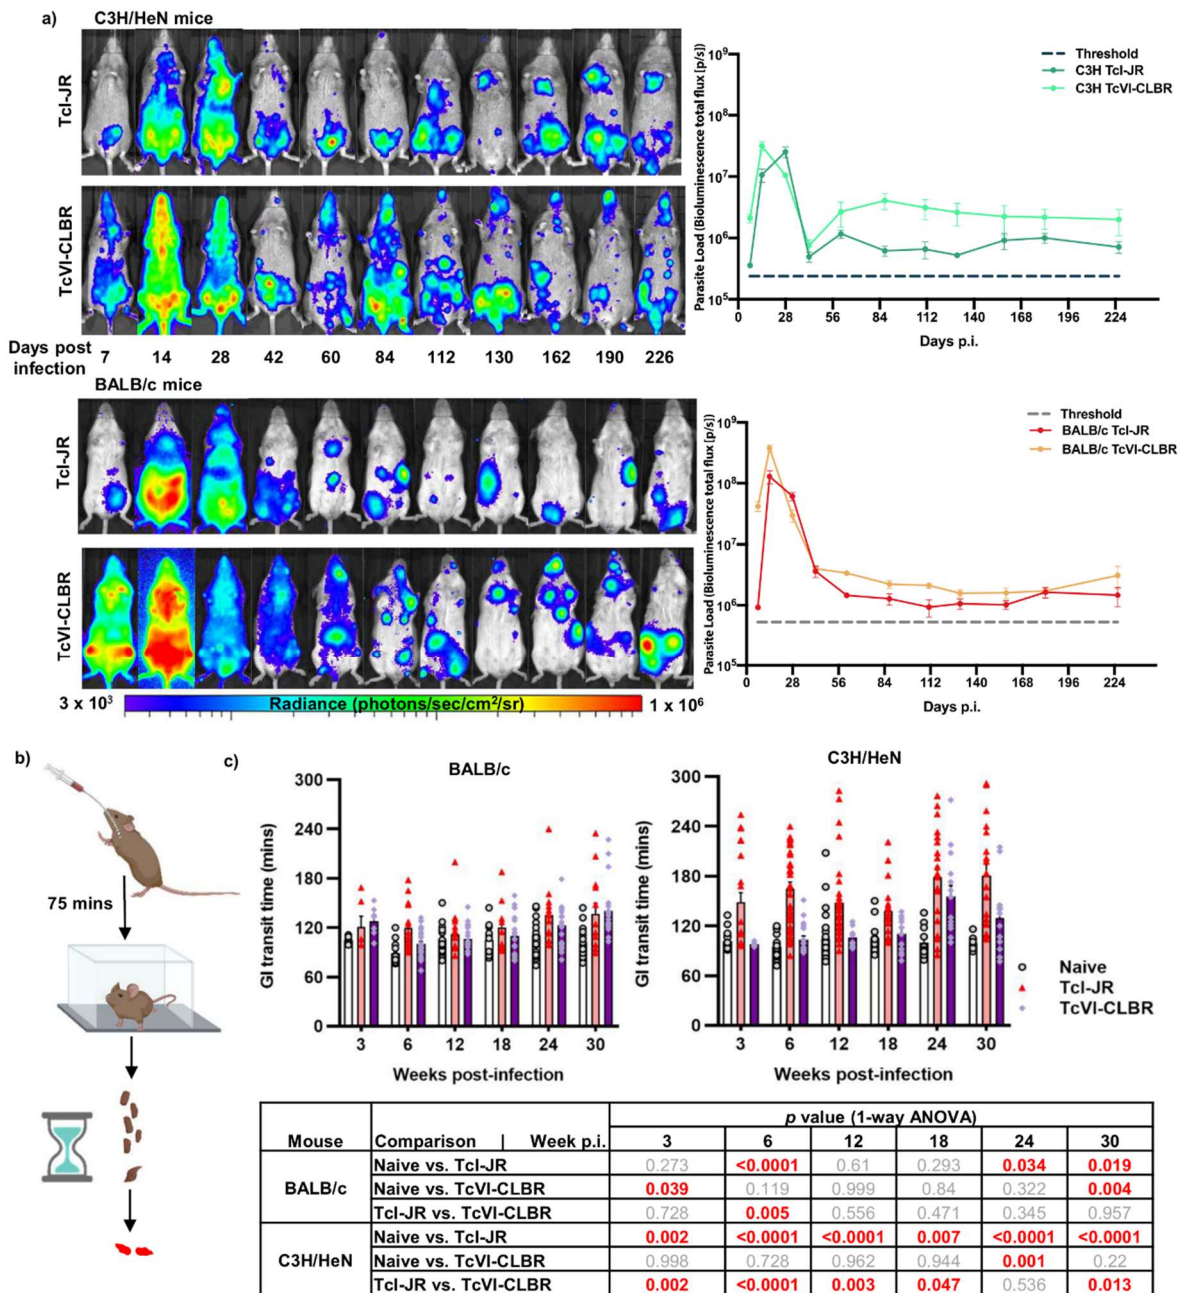 a)
C3H/HeN mice
TcI-JR
TcVI-CLBR
Days post infection 7 14 28 42 60 84 112 130 162 190 226
Parasite Load (Bioluminescence total flux [p/s])
10⁹
10⁸
10⁷
10⁶
10⁵
0 28 56 84 112 140 168 196 224
Days p.i.
Threshold
C3H TcI-JR
C3H TcVI-CLBR
BALB/c mice
TcI-JR
TcVI-CLBR
3 x 10³ Radiance (photons/sec/cm²/sr) 1 x 10⁶
Parasite Load (Bioluminescence total flux [p/s])
10⁹
10⁸
10⁷
10⁶
10⁵
0 28 56 84 112 140 168 196 224
Days p.i.
Threshold
BALB/c TcI-JR
BALB/c TcVI-CLBR
b)
75 mins
c)
BALB/c
GI transit time (mins)
300
240
180
120
60
0
3 6 12 18 24 30
Weeks post-infection
C3H/HeN
GI transit time (mins)
300
240
180
120
60
0
3 6 12 18 24 30
Weeks post-infection
Naive
TcI-JR
TcVI-CLBR
p value (1-way ANOVA)
Mouse Comparison | Week p.i. 3 6 12 18 24 30
BALB/c
Naive vs. TcI-JR 0.273 <0.0001 0.61 0.293 0.034 0.019
Naive vs. TcVI-CLBR 0.039 0.119 0.999 0.84 0.322 0.004
TcI-JR vs. TcVI-CLBR 0.728 0.005 0.556 0.471 0.345 0.957
C3H/HeN
Naive vs. TcI-JR 0.002 <0.0001 <0.0001 0.007 <0.0001 <0.0001
Naive vs. TcVI-CLBR 0.998 0.728 0.962 0.944 0.001 0.22
TcI-JR vs. TcVI-CLBR 0.002 <0.0001 0.003 0.047 0.536 0.013